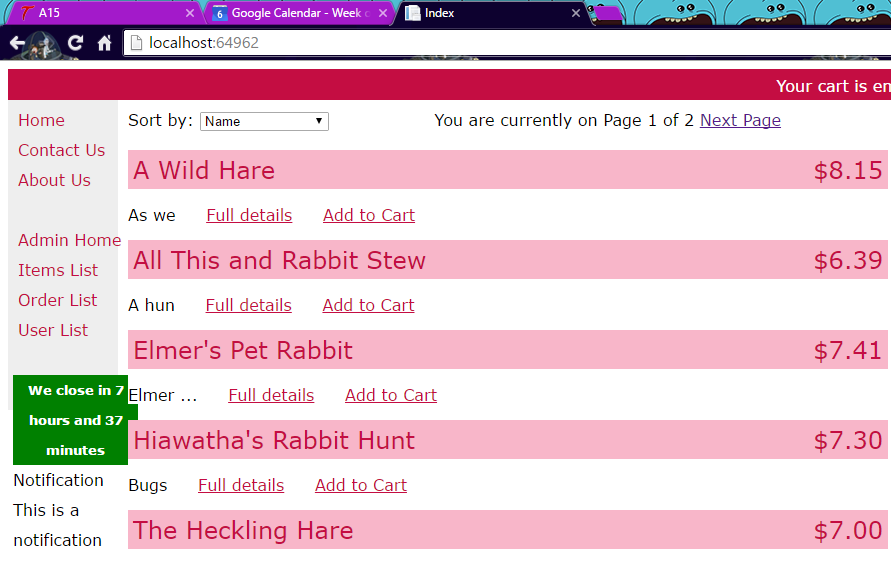 A15
Google Calendar - Week
Index
localhost:64962
Your cart is
Home
Contact Us
About Us
Admin Home
Items List
Order List
User List
We close in 7
hours and 37
minutes
Notification
This is a
notification
Sort by: Name
You are currently on Page 1 of 2 Next Page
A Wild Hare $8.15
As we Full details Add to Cart
All This and Rabbit Stew $6.39
A hun Full details Add to Cart
Elmer's Pet Rabbit $7.41
Elmer ... Full details Add to Cart
Hiawatha's Rabbit Hunt $7.30
Bugs Full details Add to Cart
The Heckling Hare $7.00